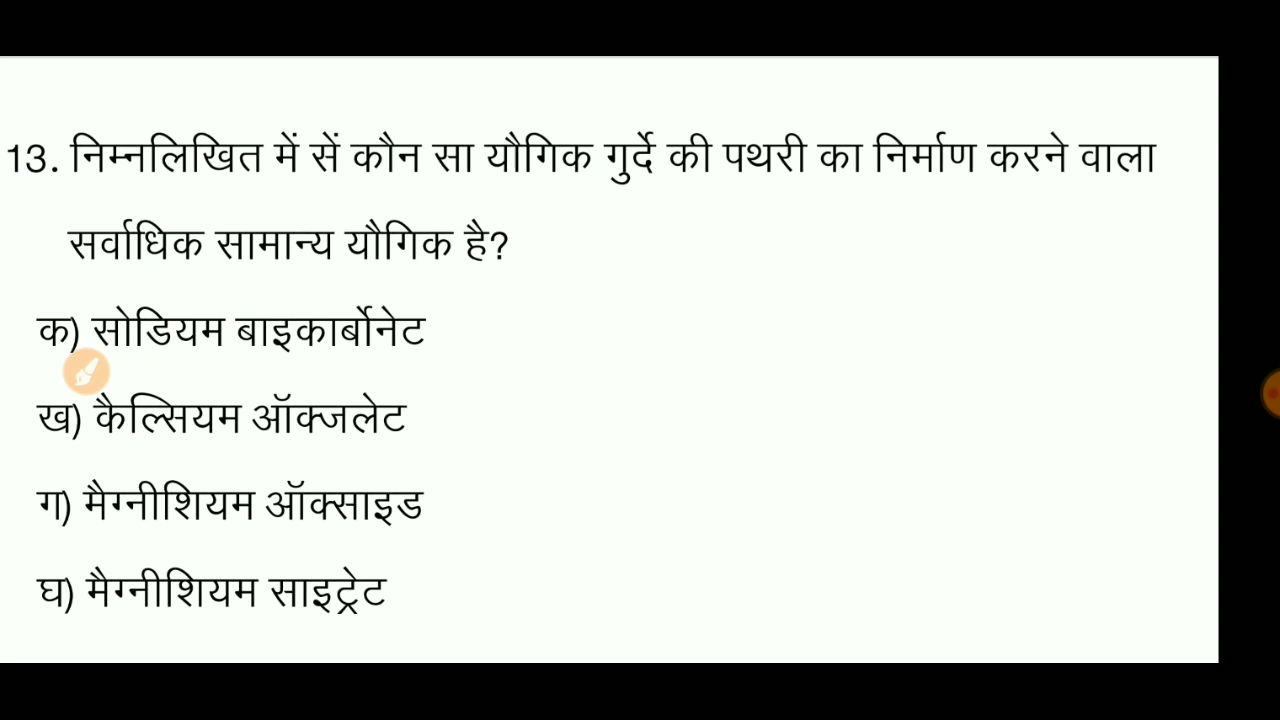 13. निम्नलिखित में सें कौन सा यौगिक गुर्दे की पथरी का निर्माण करने वाला
सर्वाधिक सामान्य यौगिक है?
क) सोडियम बाइकार्बोनेट
ख) कैल्सियम ऑक्जलेट
ग) मैग्नीशियम ऑक्साइड
घ) मैग्नीशियम साइट्रेट